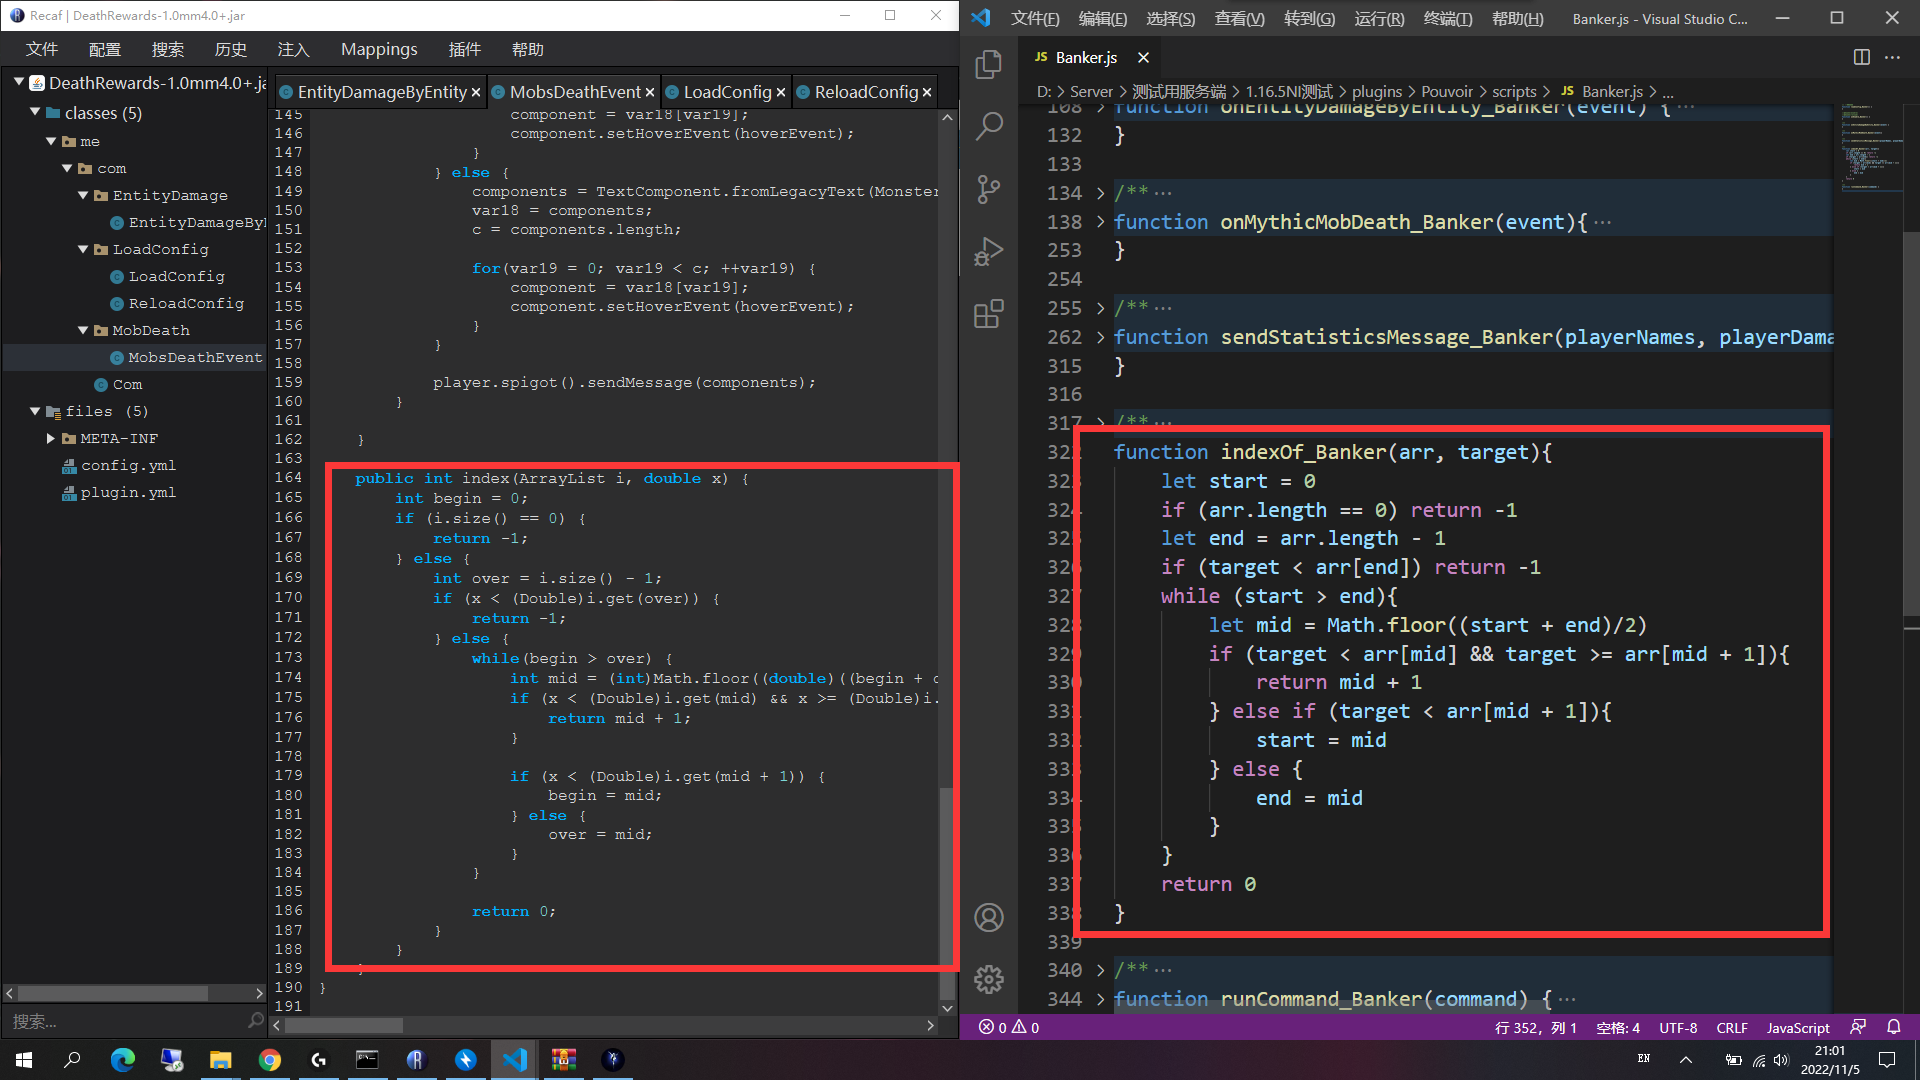 Recaf | DeathRewards-1.0mm4.0+.jar
文件 配置 搜索 历史 注入 Mappings 插件 帮助
DeathRewards-1.0mm4.0+.ja
classes (5)
me
com
EntityDamage
EntityDamageByE
LoadConfig
LoadConfig
ReloadConfig
MobDeath
MobsDeathEvent
Com
files (5)
META-INF
config.yml
plugin.yml
搜索...
EntityDamageByEntity
MobsDeathEvent
LoadConfig
ReloadConfig
145 component = var18[var19];
146 component.setHoverEvent(hoverEvent);
147 }
148 } else {
149 components = TextComponent.fromLegacyText(Monster
150 var18 = components;
151 c = components.length;
152
153 for(var19 = 0; var19 < c; ++var19) {
154 component = var18[var19];
155 component.setHoverEvent(hoverEvent);
156 }
157 }
158
159 player.spigot().sendMessage(components);
160 }
161
162 }
163
164 public int index(ArrayList i, double x) {
165 int begin = 0;
166 if (i.size() == 0) {
167 return -1;
168 } else {
169 int over = i.size() - 1;
170 if (x < (Double)i.get(over)) {
171 return -1;
172 } else {
173 while(begin > over) {
174 int mid = (int)Math.floor((double)((begin + o
175 if (x < (Double)i.get(mid) && x >= (Double)i.
176 return mid + 1;
177 }
178
179 if (x < (Double)i.get(mid + 1)) {
180 begin = mid;
181 } else {
182 over = mid;
183 }
184 }
185
186 return 0;
187 }
188 }
189 }
190 }
191
文件(F) 编辑(E) 选择(S) 查看(V) 转到(G) 运行(R) 终端(T) 帮助(H) Banker.js - Visual Studio C...
JS Banker.js
D: > Server > 测试用服务端 > 1.16.5NI测试 > plugins > Pouvoir > scripts > JS Banker.js > ...
108 function onEntityDamageByEntity_Banker(event) {···
132 }
133
134 /**···
138 function onMythicMobDeath_Banker(event){···
253 }
254
255 /**···
262 function sendStatisticsMessage_Banker(playerNames, playerDama
315 }
316
317 /**···
322 function indexOf_Banker(arr, target){
323 let start = 0
324 if (arr.length == 0) return -1
325 let end = arr.length - 1
326 if (target < arr[end]) return -1
327 while (start > end){
328 let mid = Math.floor((start + end)/2)
329 if (target < arr[mid] && target >= arr[mid + 1]){
330 return mid + 1
331 } else if (target < arr[mid + 1]){
332 start = mid
333 } else {
334 end = mid
335 }
336 }
337 return 0
338 }
339
340 /**···
344 function runCommand_Banker(command) {···
0 0 行 352，列 1 空格: 4 UTF-8 CRLF JavaScript
EN
21:01
2022/11/5